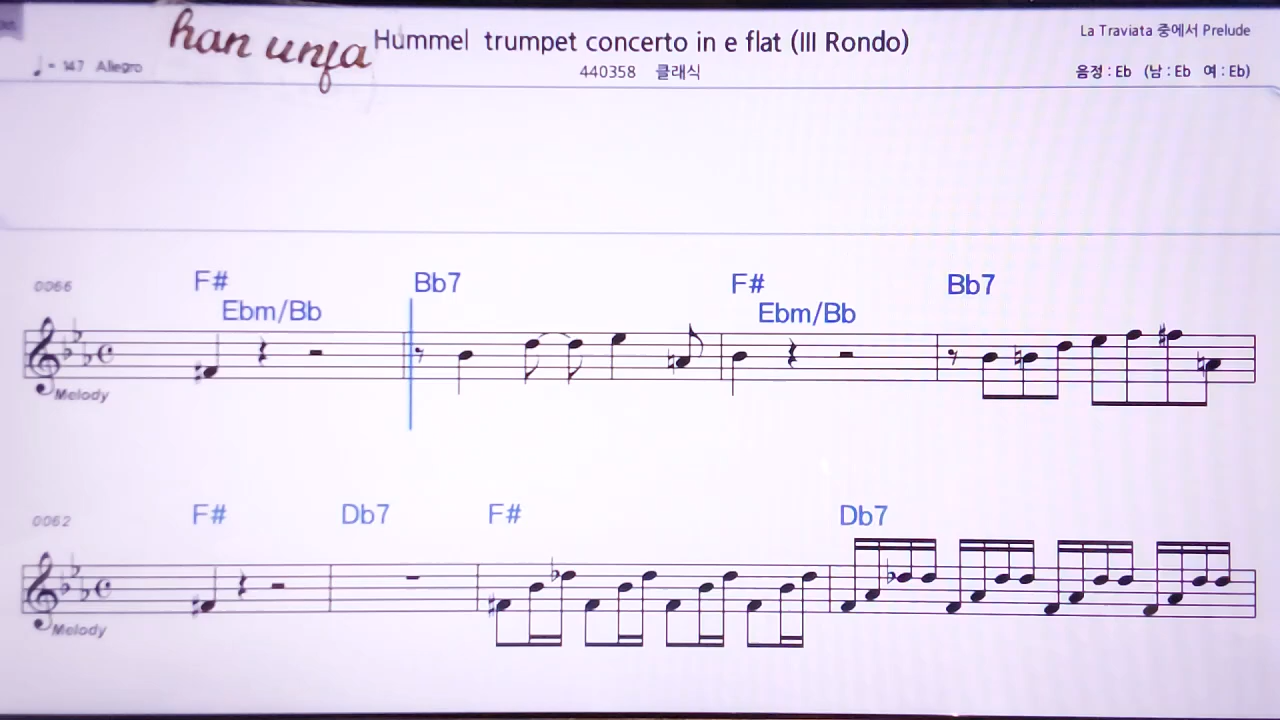 han unfa
Hummel trumpet concerto in e flat (III Rondo)
La Traviata 중에서 Prelude
= 147 Allegro
440358 클래식
음정 : Eb (남 : Eb 여 : Eb)
0066
F# Bb7 F# Bb7
Ebm/Bb Ebm/Bb
Melody
0062
F# Db7 F# Db7
Melody